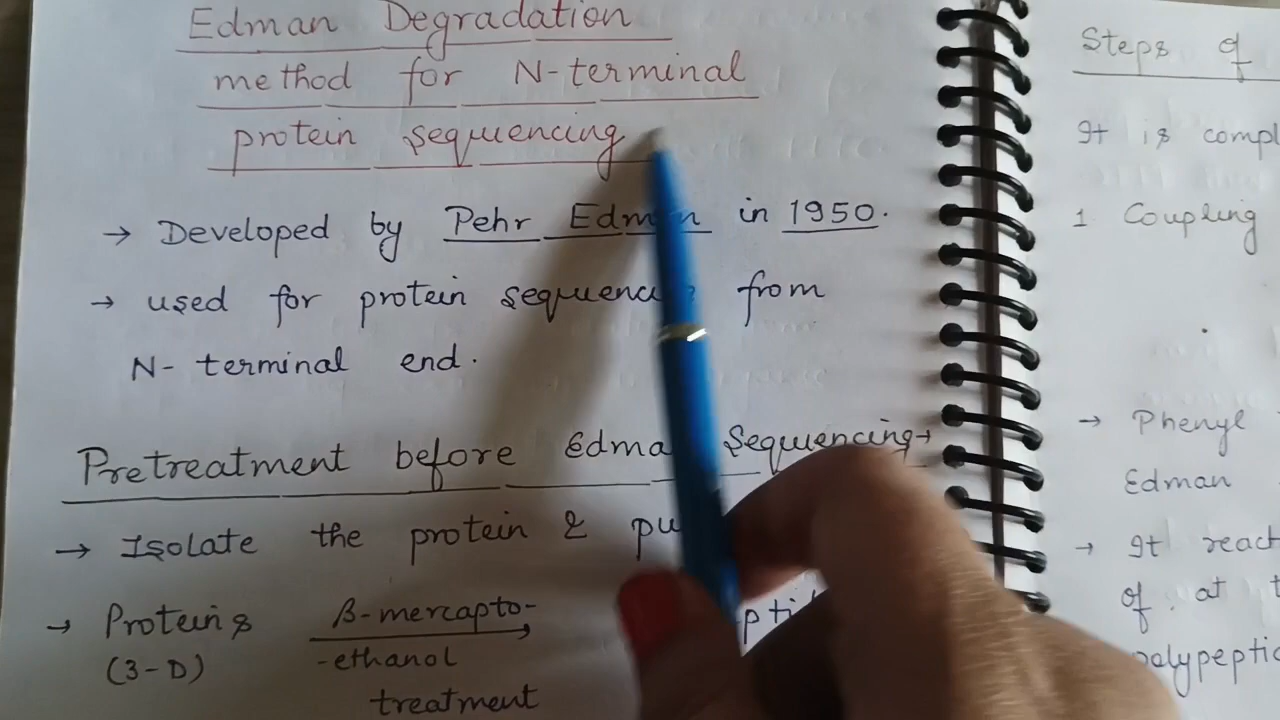 Edman Degradation
method for N-terminal
protein sequencing
→ Developed by Pehr Edman in 1950.
→ used for protein from
N- terminal end.
Pretreatment before Sequencing→
→ Isolate the protein &
→ Proteins β-mercapto-
(3-D) -ethanol
treatment
Steps of
It is
1. Coupling
→ Phenyl
Edman
→ It
of at